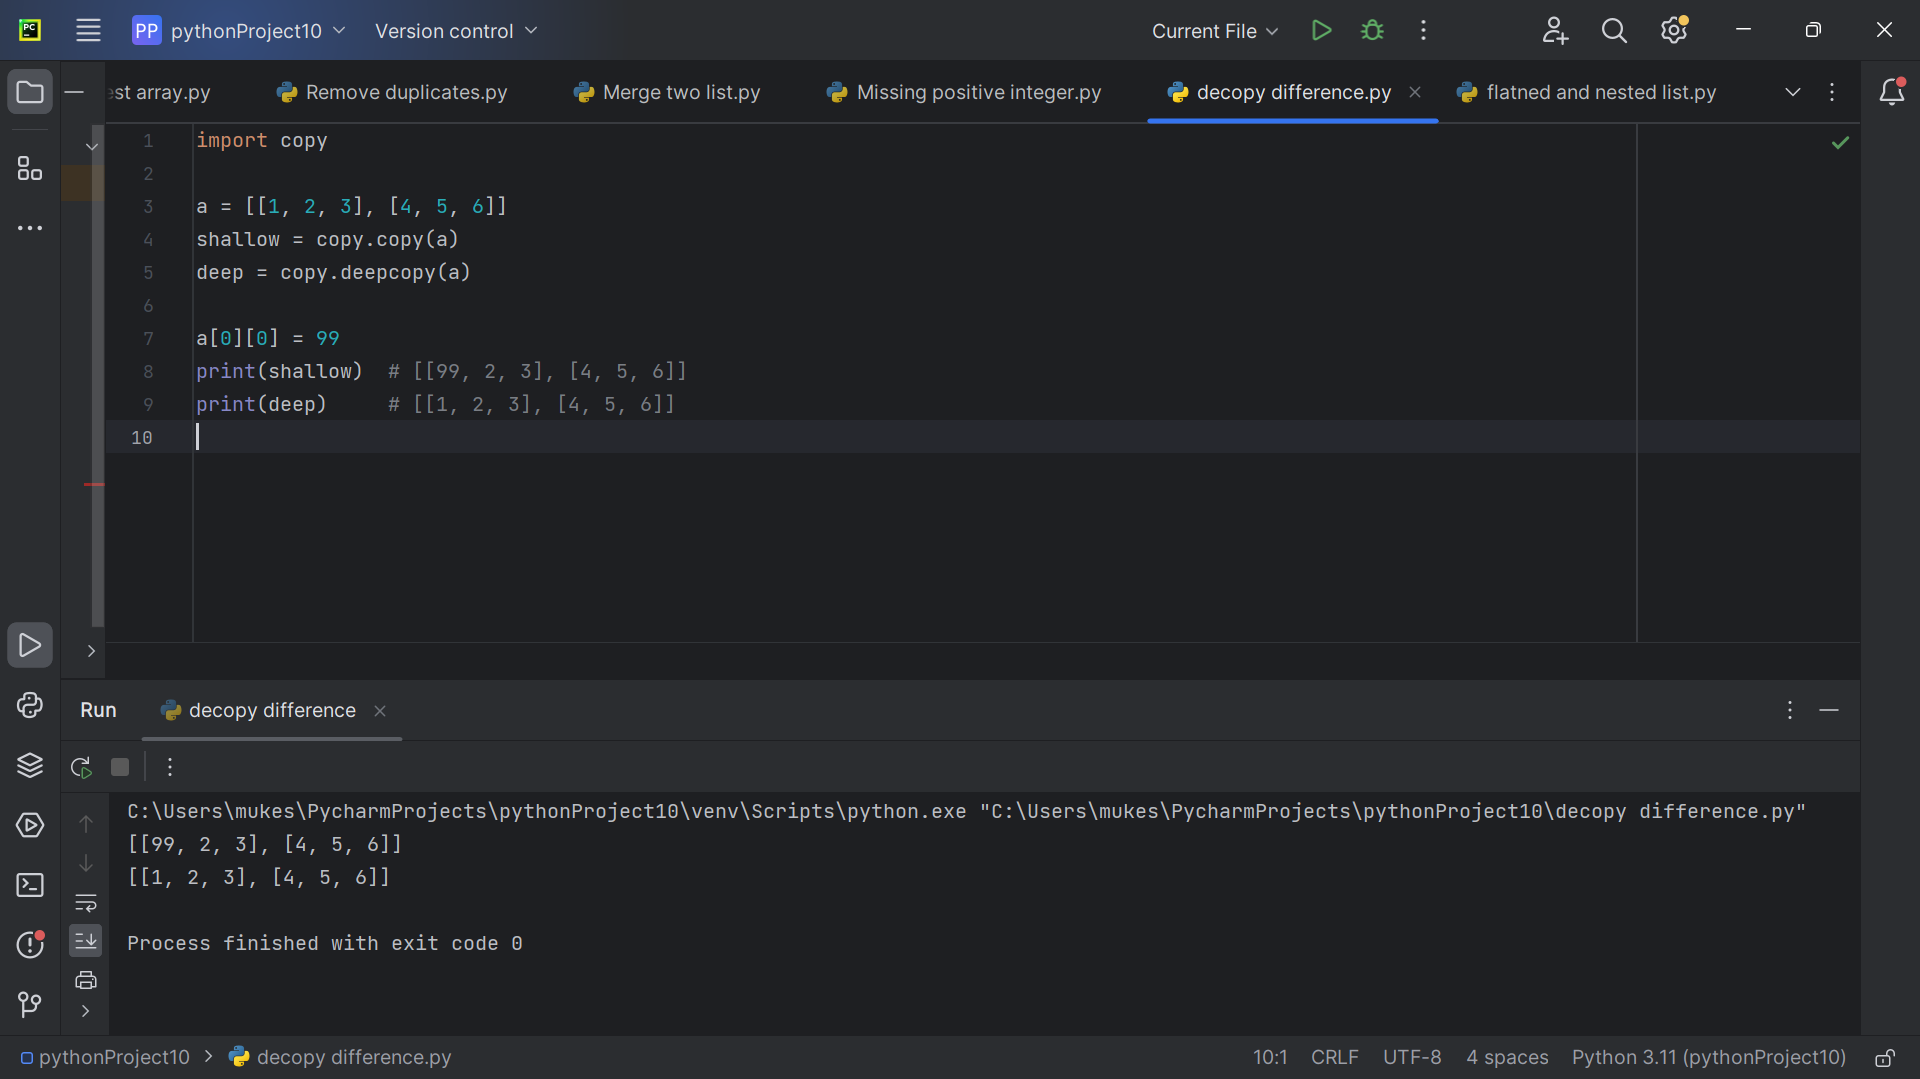 PC
PP pythonProject10 Version control Current File
est array.py Remove duplicates.py Merge two list.py Missing positive integer.py decopy difference.py flatned and nested list.py
1 import copy
2
3 a = [[1, 2, 3], [4, 5, 6]]
4 shallow = copy.copy(a)
5 deep = copy.deepcopy(a)
6
7 a[0][0] = 99
8 print(shallow)  # [[99, 2, 3], [4, 5, 6]]
9 print(deep)     # [[1, 2, 3], [4, 5, 6]]
10
Run decopy difference
C:\Users\mukes\PycharmProjects\pythonProject10\venv\Scripts\python.exe "C:\Users\mukes\PycharmProjects\pythonProject10\decopy difference.py"
[[99, 2, 3], [4, 5, 6]]
[[1, 2, 3], [4, 5, 6]]
Process finished with exit code 0
pythonProject10 > decopy difference.py 10:1 CRLF UTF-8 4 spaces Python 3.11 (pythonProject10)